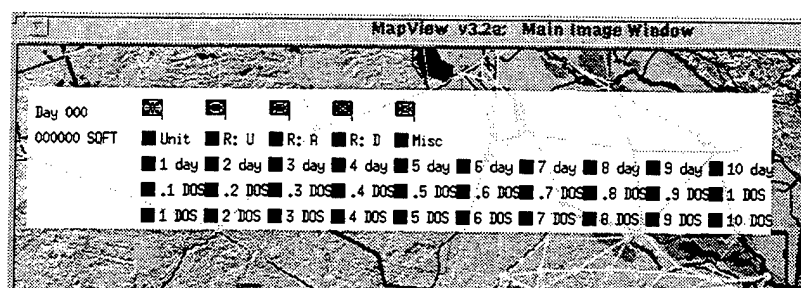 MapView v3.2a: Main Image Window
Day 000
000000 SQFT Unit R: U R: A R: D Misc
1 day 2 day 3 day 4 day 5 day 6 day 7 day 8 day 9 day 10 day
.1 DOS .2 DOS .3 DOS .4 DOS .5 DOS .6 DOS .7 DOS .8 DOS .9 DOS 1 DOS
1 DOS 2 DOS 3 DOS 4 DOS 5 DOS 6 DOS 7 DOS 8 DOS 9 DOS 10 DOS